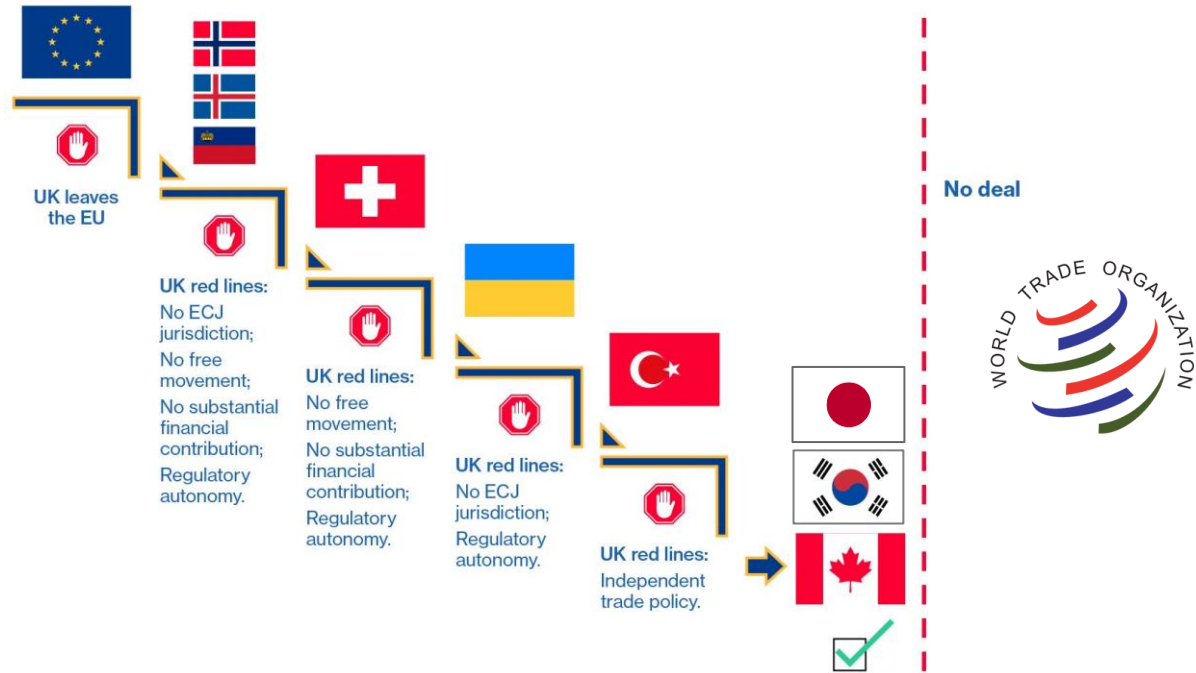 UK leaves
the EU
UK red lines:
No ECJ
jurisdiction;
No free
movement;
No substantial
financial
contribution;
Regulatory
autonomy.
UK red lines:
No free
movement;
No substantial
financial
contribution;
Regulatory
autonomy.
UK red lines:
No ECJ
jurisdiction;
Regulatory
autonomy.
UK red lines:
Independent
trade policy.
No deal
WORLD TRADE ORGANIZATION